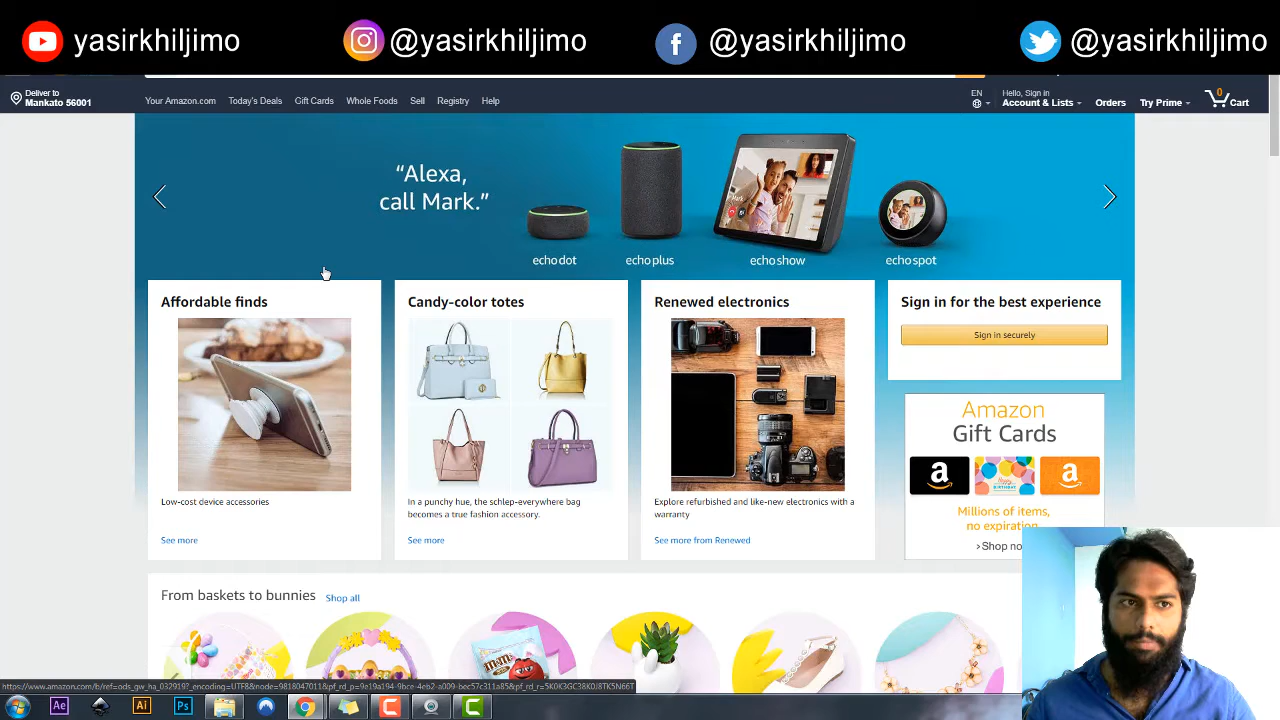 yasirkhiljimo
@yasirkhiljimo
@yasirkhiljimo
@yasirkhiljimo
Deliver to
Mankato 56001
Your Amazon.com
Today's Deals
Gift Cards
Whole Foods
Sell
Registry
Help
EN
Hello, Sign in
Account & Lists
Orders
Try Prime
0
Cart
“Alexa,
call Mark.”
echo dot
echo plus
echo show
echo spot
Affordable finds
Low-cost device accessories
See more
Candy-color totes
In a punchy hue, the schlep-everywhere bag
becomes a true fashion accessory.
See more
Renewed electronics
Explore refurbished and like-new electronics with a
warranty
See more from Renewed
Sign in for the best experience
Sign in securely
Amazon
Gift Cards
Millions of items,
no expiration
›Shop no
From baskets to bunnies
Shop all
Ae
Ai
Ps